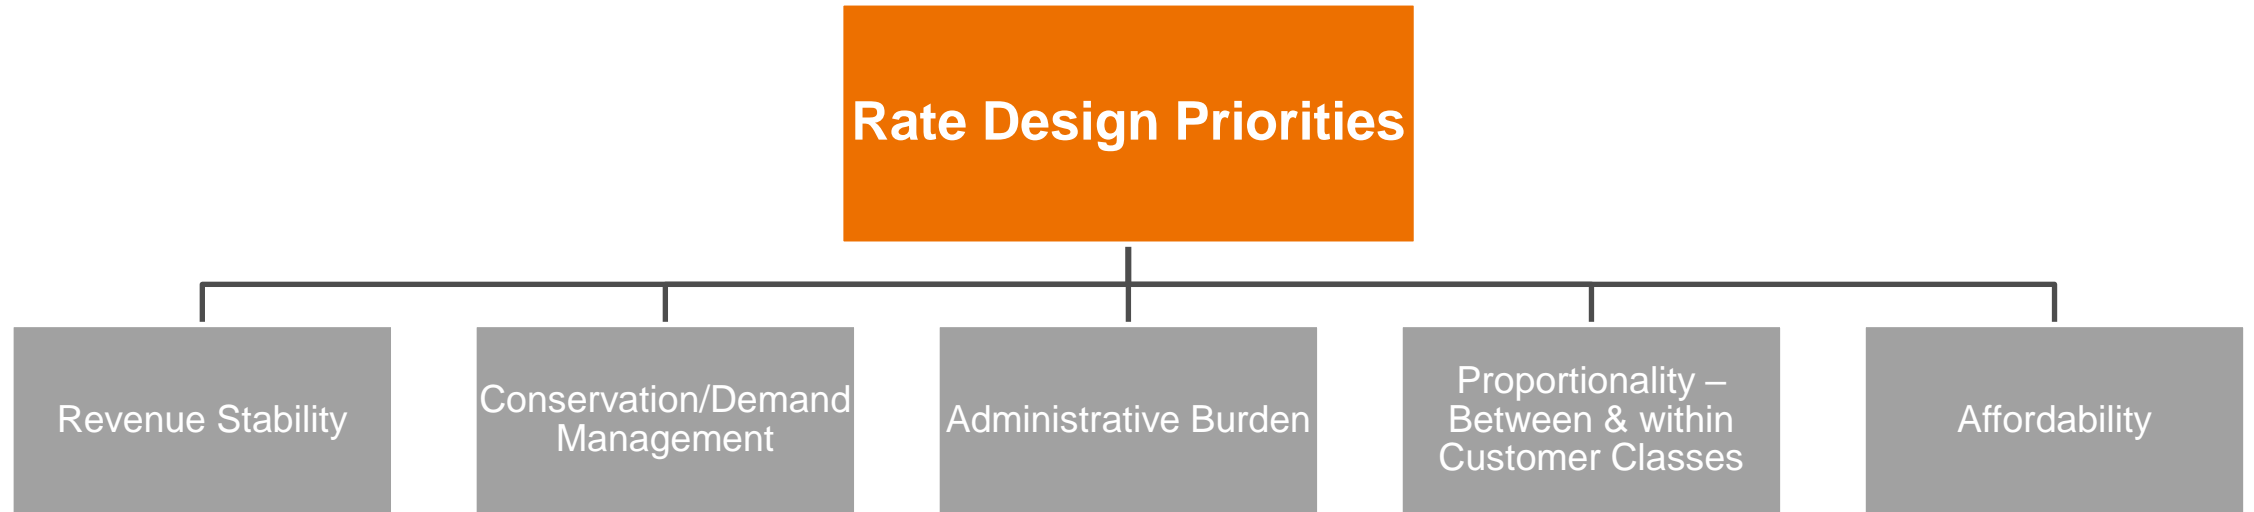 Rate Design Priorities
Revenue Stability
Conservation/Demand
Management
Administrative Burden
Proportionality –
Between & within
Customer Classes
Affordability